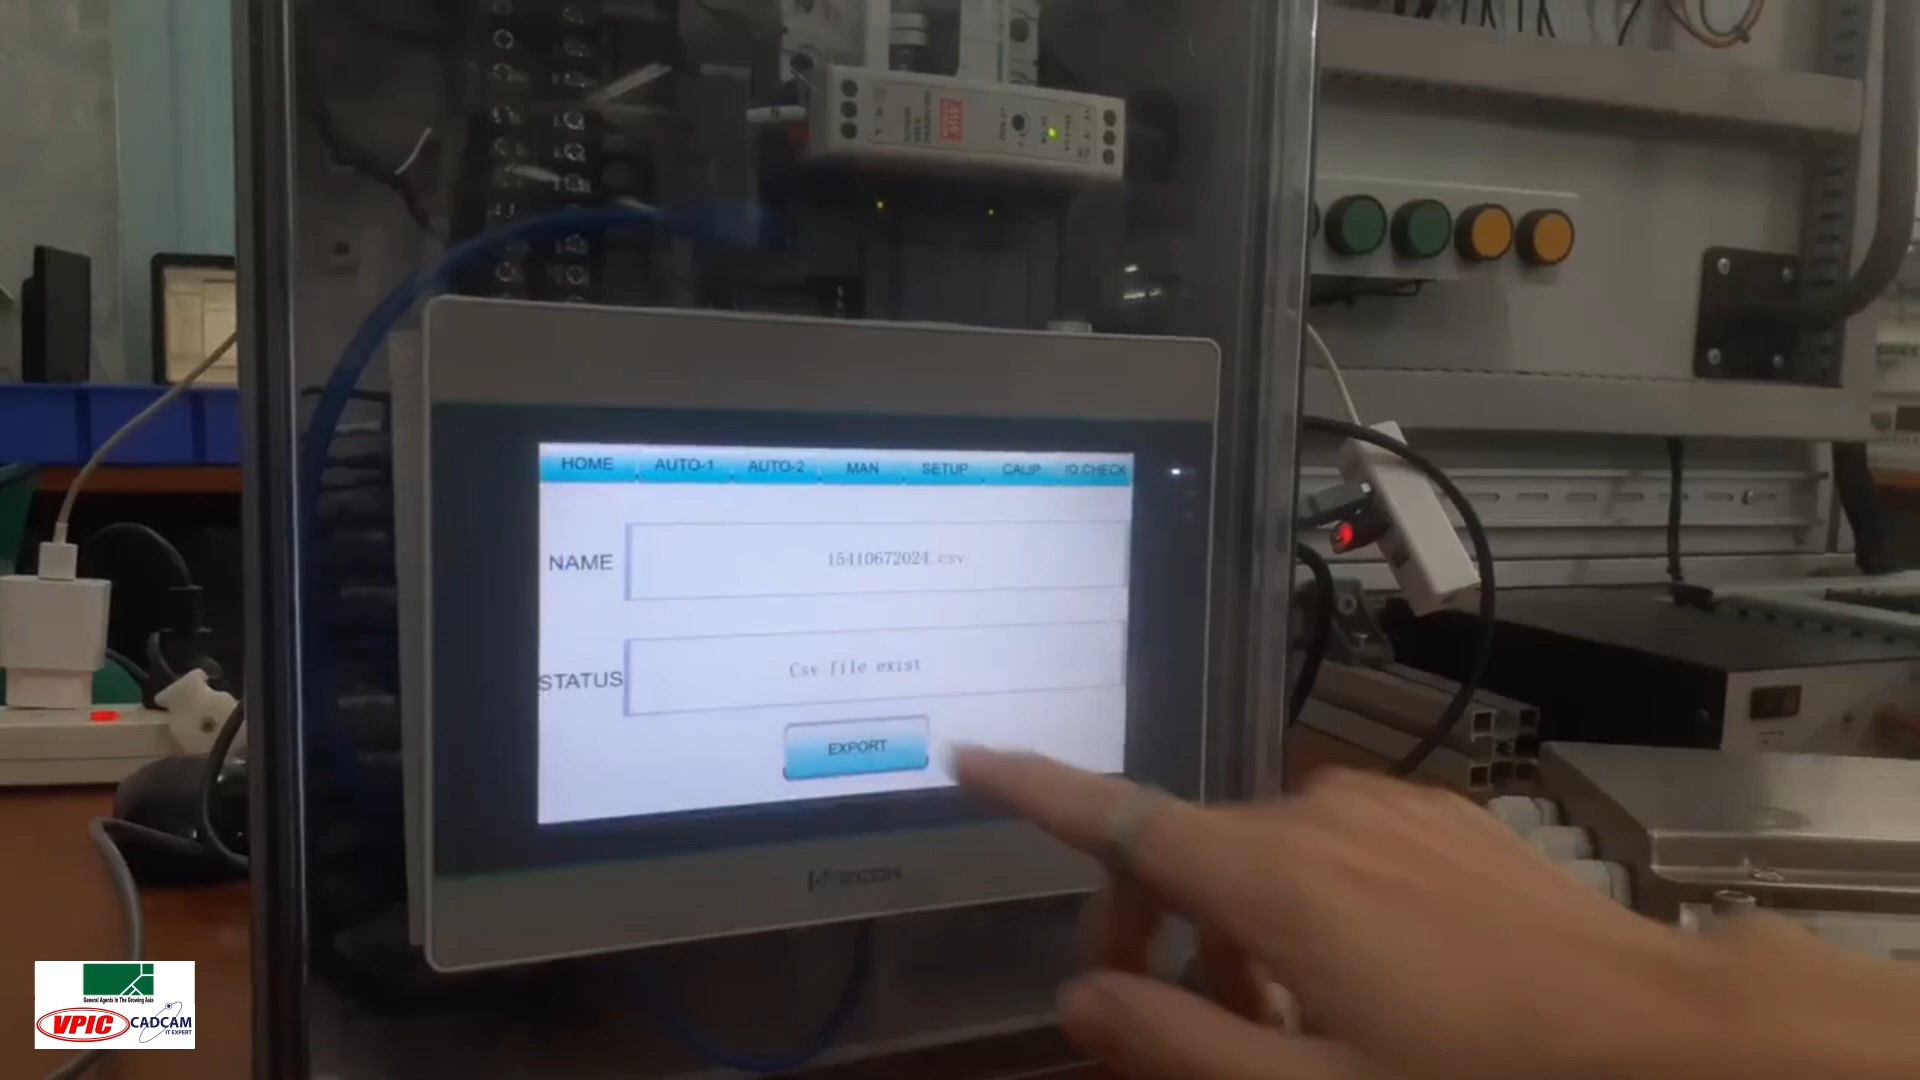 HOME AUTO-1 AUTO-2 MAN SETUP CALIP IO CHECK
NAME 15410672024.csv
STATUS Csv file exist
EXPORT
General Agents In The Growing Asia
VPIC CADCAM
IT EXPERT